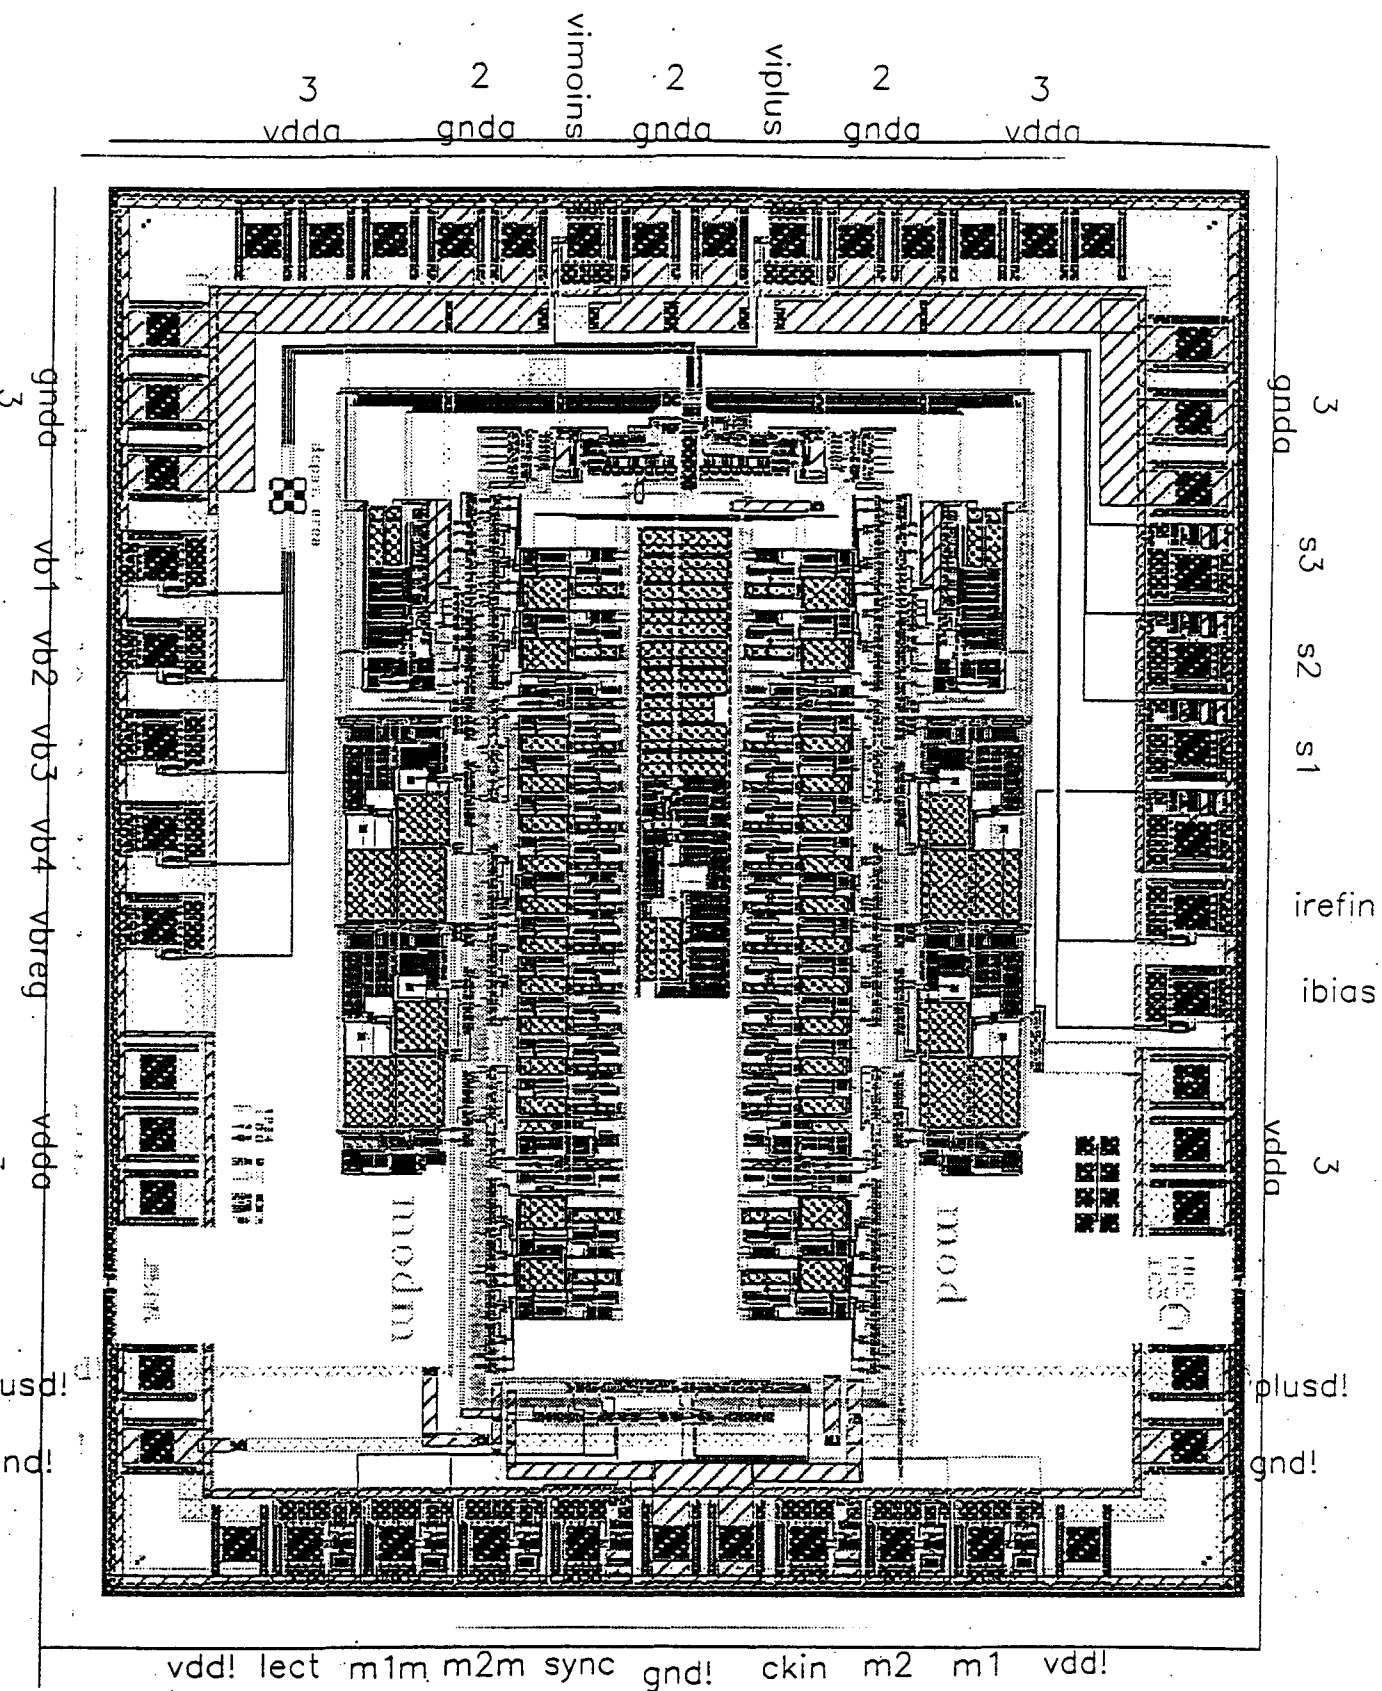 3 2 vimoins 2 viplus 2 3
vdda gnda gnda gnda vdda
gnda
3
vb1 vb2 vb3 vb4 vbreg
vdda
usd!
nd!
gnda
3
s3
s2
s1
irefin
ibias
vdda
3
plusd!
gnd!
modm
mod
vdd! lect m1m m2m sync gnd! ckin m2 m1 vdd!